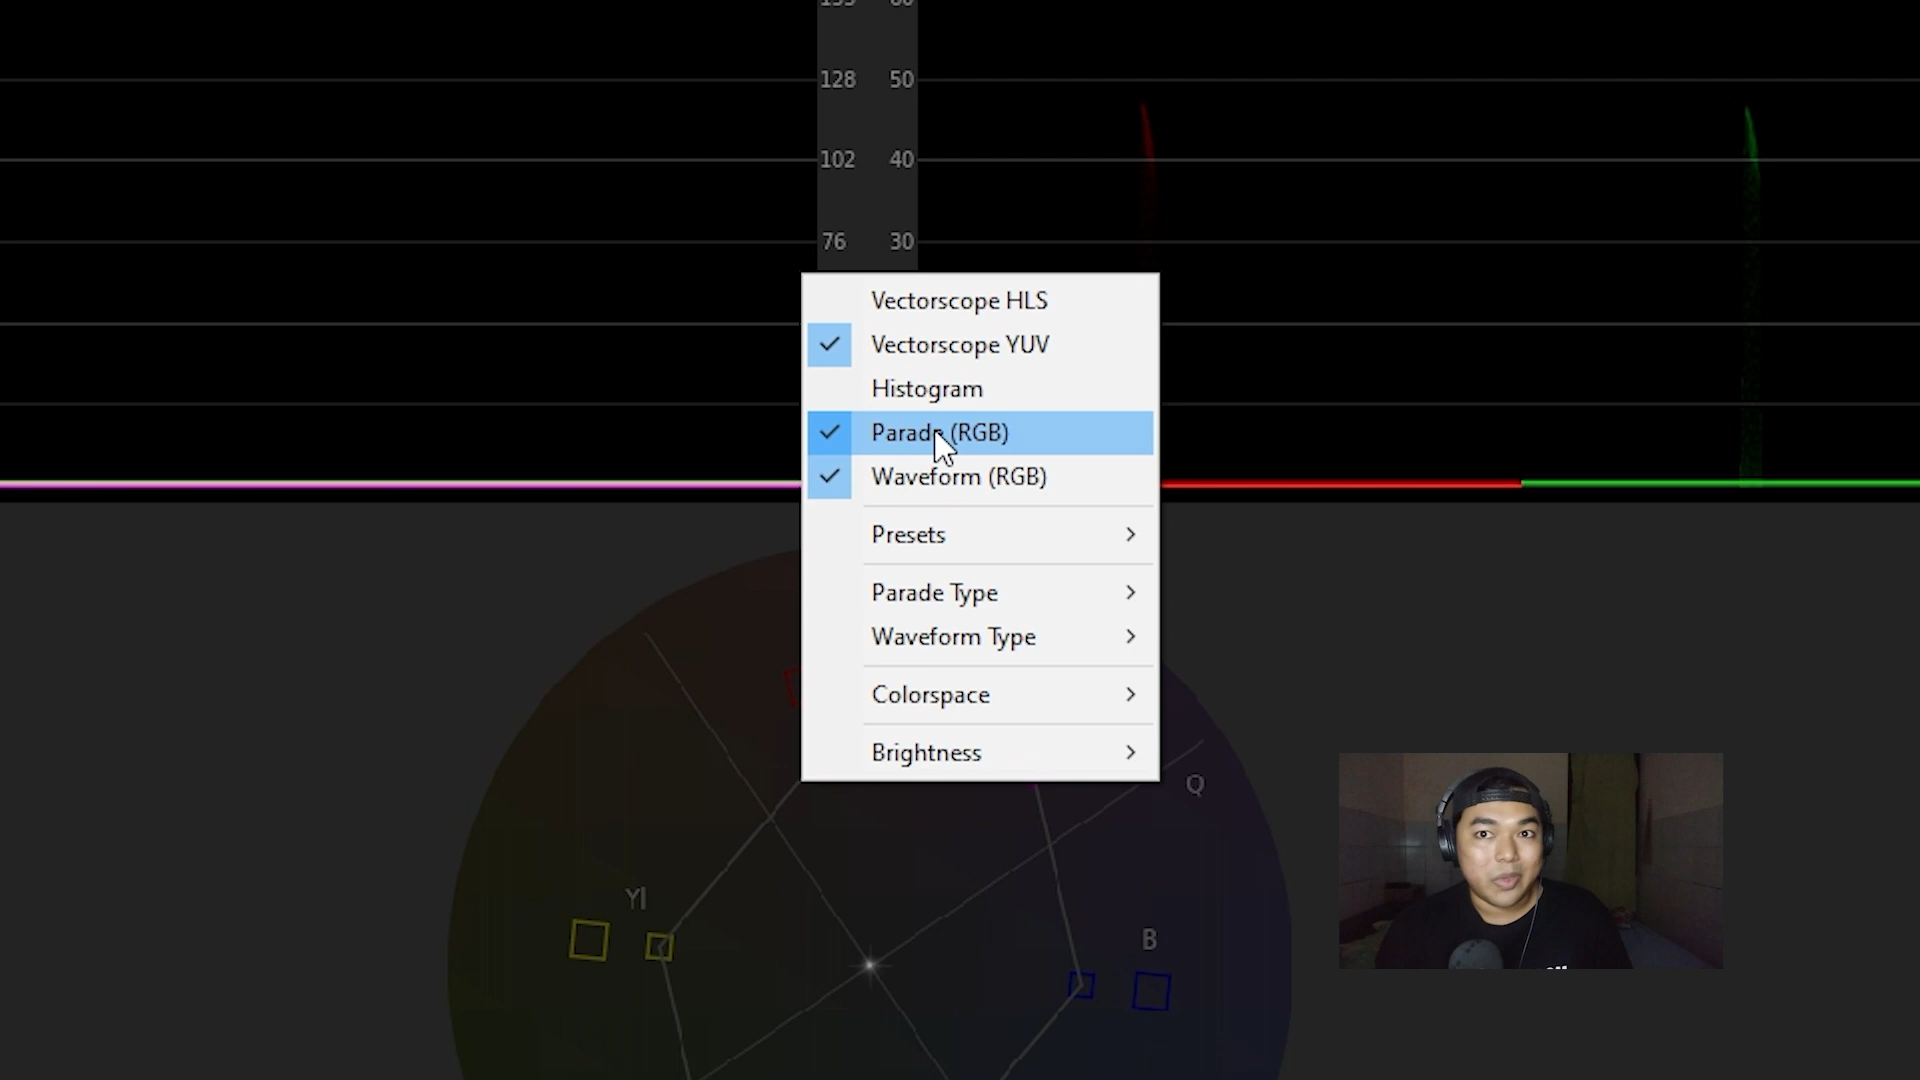 128 50
102 40
76 30
Vectorscope HLS
Vectorscope YUV
Histogram
Parade (RGB)
Waveform (RGB)
Presets
Parade Type
Waveform Type
Colorspace
Brightness
Q
Yl
B